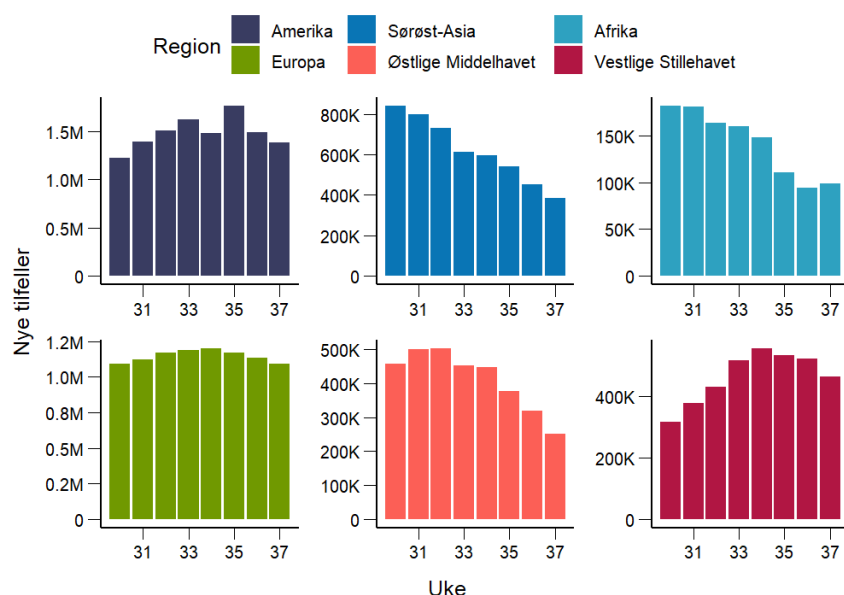 Region
Amerika
Sørøst-Asia
Afrika
Europa
Østlige Middelhavet
Vestlige Stillehavet
Nye tilfeller
1.5M
1.0M
0.5M
0
31 33 35 37
800K
600K
400K
200K
0
31 33 35 37
150K
100K
50K
0
31 33 35 37
1.2M
1.0M
0.8M
0.5M
0.2M
0
31 33 35 37
500K
400K
300K
200K
100K
0
31 33 35 37
400K
200K
0
31 33 35 37
Uke